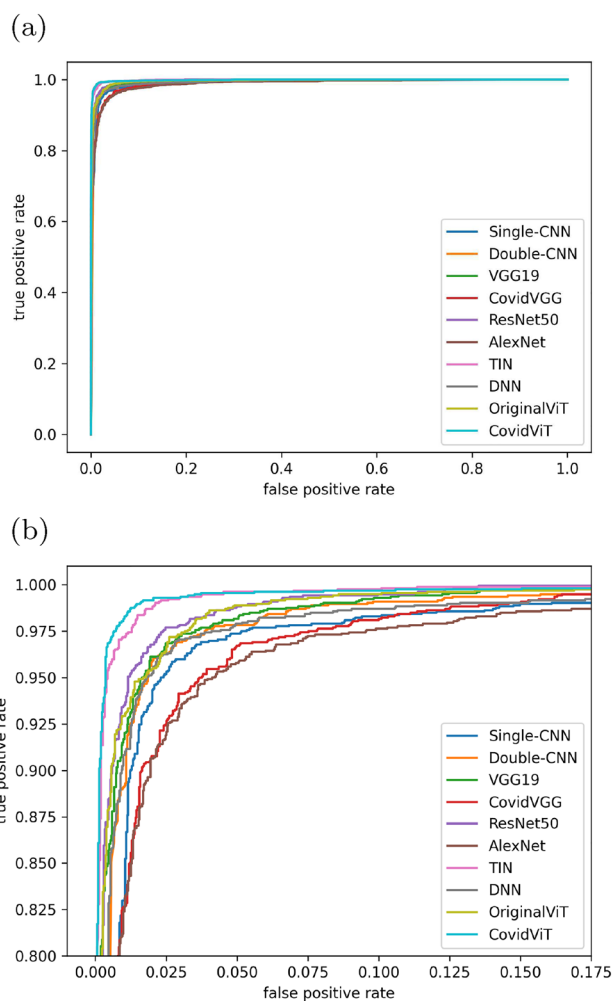 (a)
1.0
0.8
0.6
0.4
0.2
0.0
true positive rate
Single-CNN
Double-CNN
VGG19
CovidVGG
ResNet50
AlexNet
TIN
DNN
OriginalViT
CovidViT
0.0 0.2 0.4 0.6 0.8 1.0
false positive rate
(b)
1.000
0.975
0.950
0.925
0.900
0.875
0.850
0.825
0.800
true positive rate
Single-CNN
Double-CNN
VGG19
CovidVGG
ResNet50
AlexNet
TIN
DNN
OriginalViT
CovidViT
0.000 0.025 0.050 0.075 0.100 0.125 0.150 0.175
false positive rate